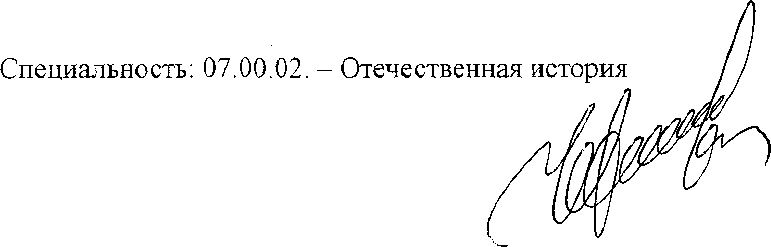 Специальность: 07.00.02. – Отечественная история